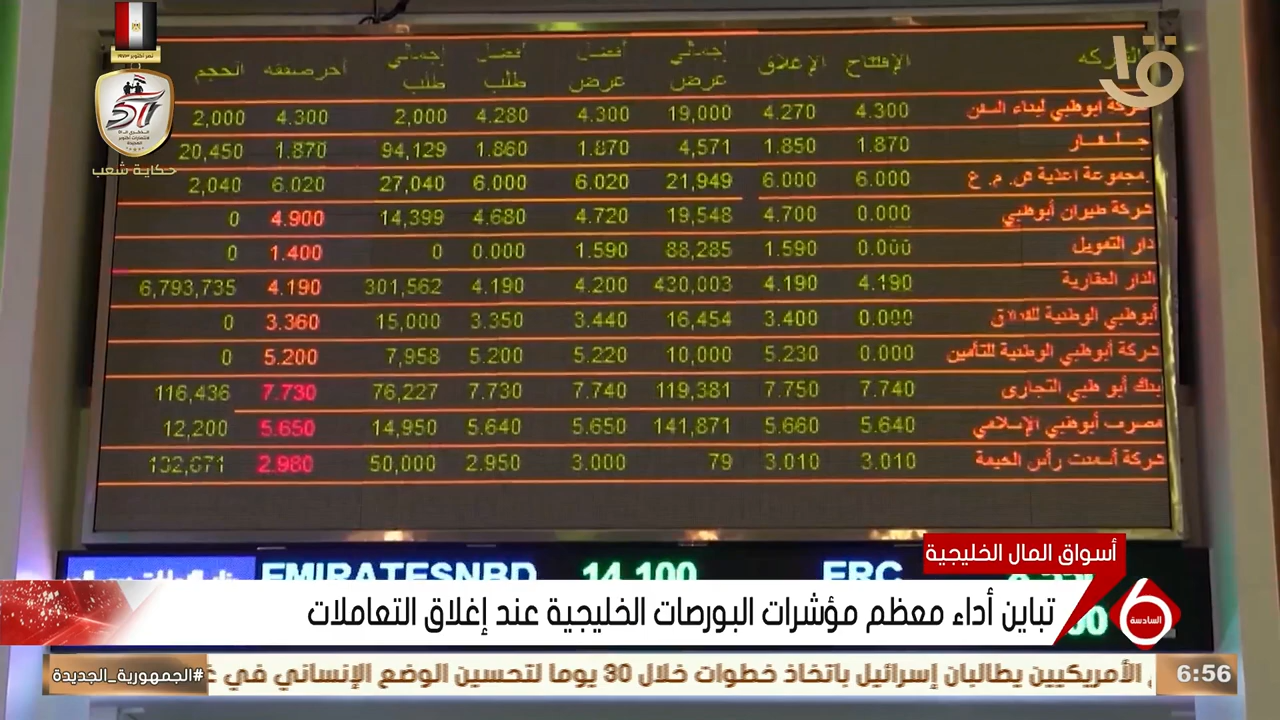 نصر أكتوبر ١٩٧٣
حكاية شعب
الشركه الإفتتاح الإغلاق إجمالي عرض أفضل عرض أفضل طلب إجمالي طلب أخر صفقه الحجم
شركة ابوظبي لبناء السفن 4.300 4.270 19,000 4.300 4.280 2,000 4.300 2,000
جلفار 1.870 1.850 4,571 1.870 1.860 94,129 1.870 20,450
مجموعة اغذية ش. م. ع 6.000 6.000 21,949 6.020 6.000 27,040 6.020 2,040
شركة طيران أبوظبي 0.000 4.700 19,548 4.720 4.680 14,399 4.900 0
دار التمويل 0.000 1.590 88,285 1.590 0.000 0 1.400 0
الدار العقارية 4.190 4.190 430,003 4.200 4.190 301,562 4.190 6,793,735
أبوظبي الوطنية للفنادق 0.000 3.400 16,454 3.440 3.350 15,000 3.360 0
شركة أبوظبي الوطنية للتأمين 0.000 5.230 10,000 5.220 5.200 7,958 5.200 0
بنك أبو ظبي التجارى 7.740 7.750 119,381 7.740 7.730 76,227 7.730 116,436
مصرف أبوظبي الإسلامي 5.640 5.660 141,871 5.650 5.640 14,950 5.650 12,200
شركة أسمنت رأس الخيمة 3.010 3.010 79 3.000 2.950 50,000 2.980 132,671
EMIRATESNBD 14.100 ERC
أسواق المال الخليجية
السادسة
تباين أداء معظم مؤشرات البورصات الخليجية عند إغلاق التعاملات
6:56
الأمريكيين يطالبان إسرائيل باتخاذ خطوات خلال 30 يوما لتحسين الوضع الإنساني في
#الجمهورية_الجديدة